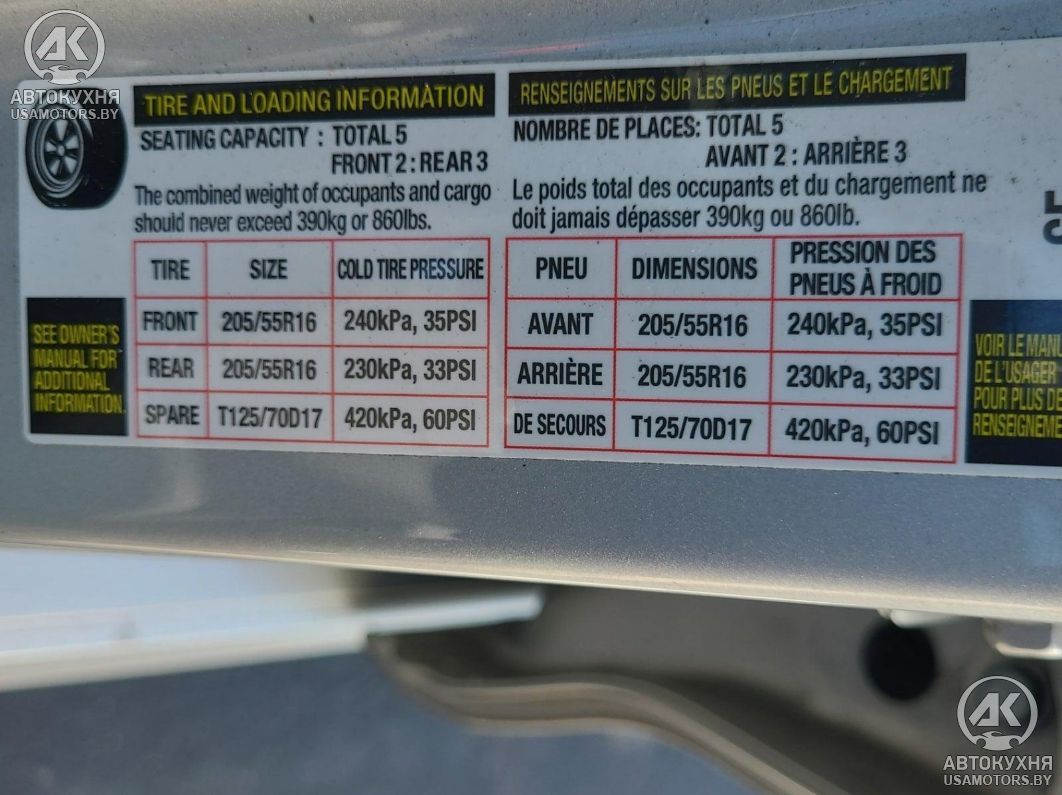 АК
АВТОКУХНЯ
USAMOTORS.BY
TIRE AND LOADING INFORMATION
SEATING CAPACITY : TOTAL 5
FRONT 2 : REAR 3
The combined weight of occupants and cargo
should never exceed 390kg or 860lbs.
TIRE SIZE COLD TIRE PRESSURE
FRONT 205/55R16 240kPa, 35PSI
REAR 205/55R16 230kPa, 33PSI
SPARE T125/70D17 420kPa, 60PSI
SEE OWNER'S
MANUAL FOR
ADDITIONAL
INFORMATION
RENSEIGNEMENTS SUR LES PNEUS ET LE CHARGEMENT
NOMBRE DE PLACES: TOTAL 5
AVANT 2 : ARRIÈRE 3
Le poids total des occupants et du chargement ne
doit jamais dépasser 390kg ou 860lb.
PNEU DIMENSIONS PRESSION DES
PNEUS À FROID
AVANT 205/55R16 240kPa, 35PSI
ARRIÈRE 205/55R16 230kPa, 33PSI
DE SECOURS T125/70D17 420kPa, 60PSI
VOIR LE MANU
DE L'USAGER
POUR PLUS DE
RENSEIGNEME
АК
АВТОКУХНЯ
USAMOTORS.BY